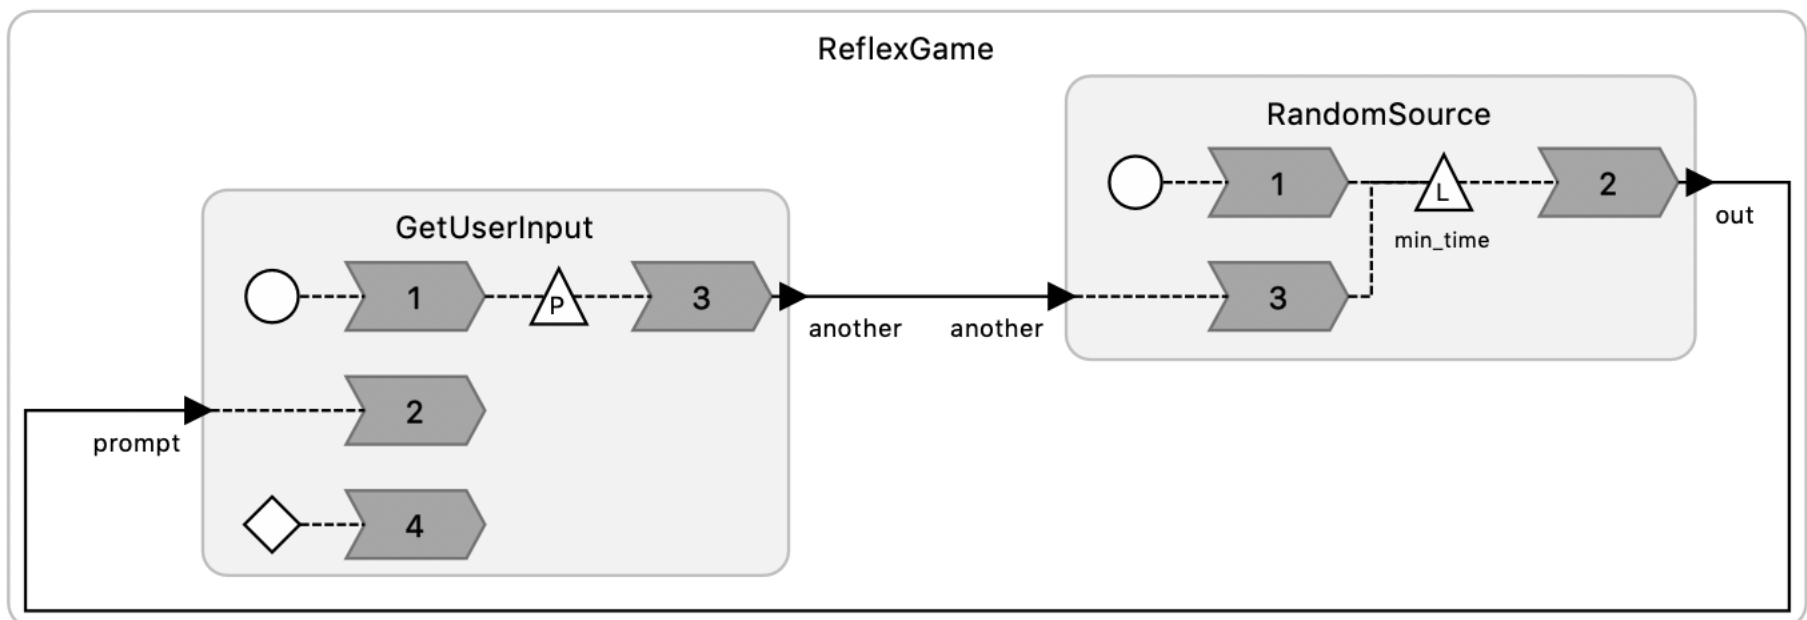 ReflexGame
RandomSource
1
L
2
min_time
out
3
GetUserInput
1
P
3
another
another
2
prompt
4